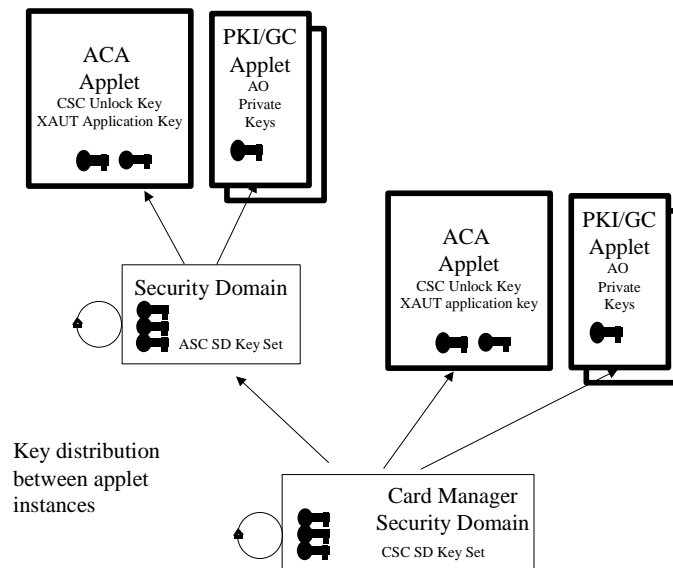 ACA
Applet
CSC Unlock Key
XAUT Application Key
PKI/GC
Applet
AO
Private
Keys
Security Domain
ASC SD Key Set
ACA
Applet
CSC Unlock Key
XAUT application key
PKI/GC
Applet
AO
Private
Keys
Key distribution
between applet
instances
Card Manager
Security Domain
CSC SD Key Set